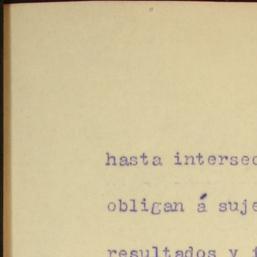 hasta intersec
obligan á suje
resultados y